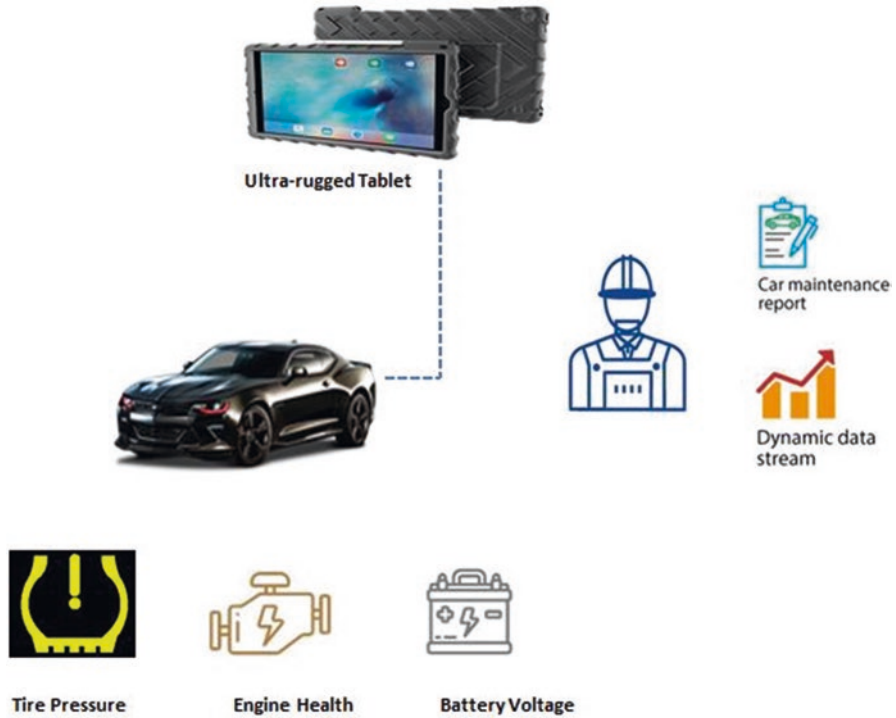 Ultra-rugged Tablet
Car maintenance
report
Dynamic data
stream
Tire Pressure
Engine Health
Battery Voltage